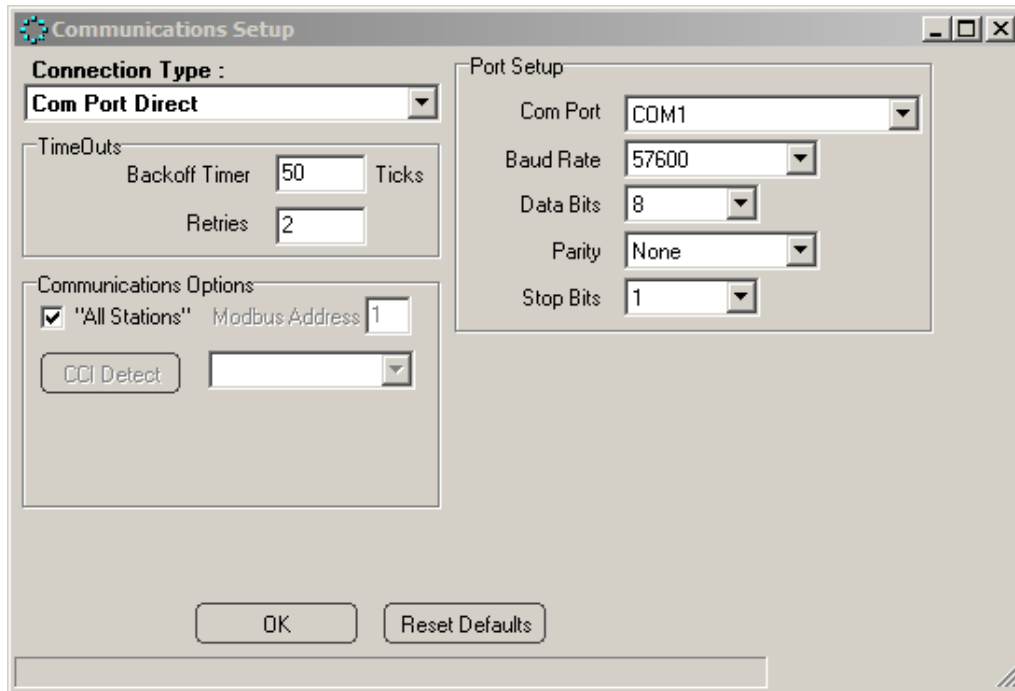 Communications Setup
Connection Type :
Com Port Direct
TimeOuts
Backoff Timer 50 Ticks
Retries 2
Communications Options
"All Stations" Modbus Address 1
CCI Detect
Port Setup
Com Port COM1
Baud Rate 57600
Data Bits 8
Parity None
Stop Bits 1
OK Reset Defaults